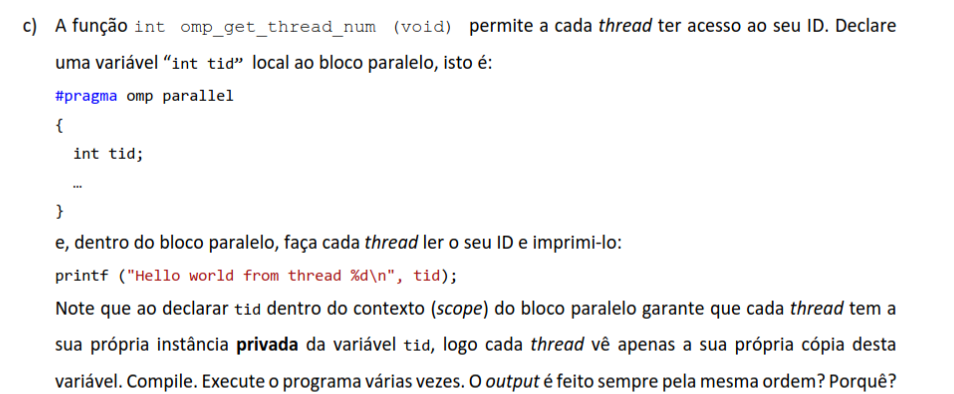 c) A função int omp_get_thread_num (void) permite a cada thread ter acesso ao seu ID. Declare
uma variável “int tid” local ao bloco paralelo, isto é:
#pragma omp parallel
{
int tid;
…
}
e, dentro do bloco paralelo, faça cada thread ler o seu ID e imprimi-lo:
printf ("Hello world from thread %d\n", tid);
Note que ao declarar tid dentro do contexto (scope) do bloco paralelo garante que cada thread tem a
sua própria instância privada da variável tid, logo cada thread vê apenas a sua própria cópia desta
variável. Compile. Execute o programa várias vezes. O output é feito sempre pela mesma ordem? Porquê?